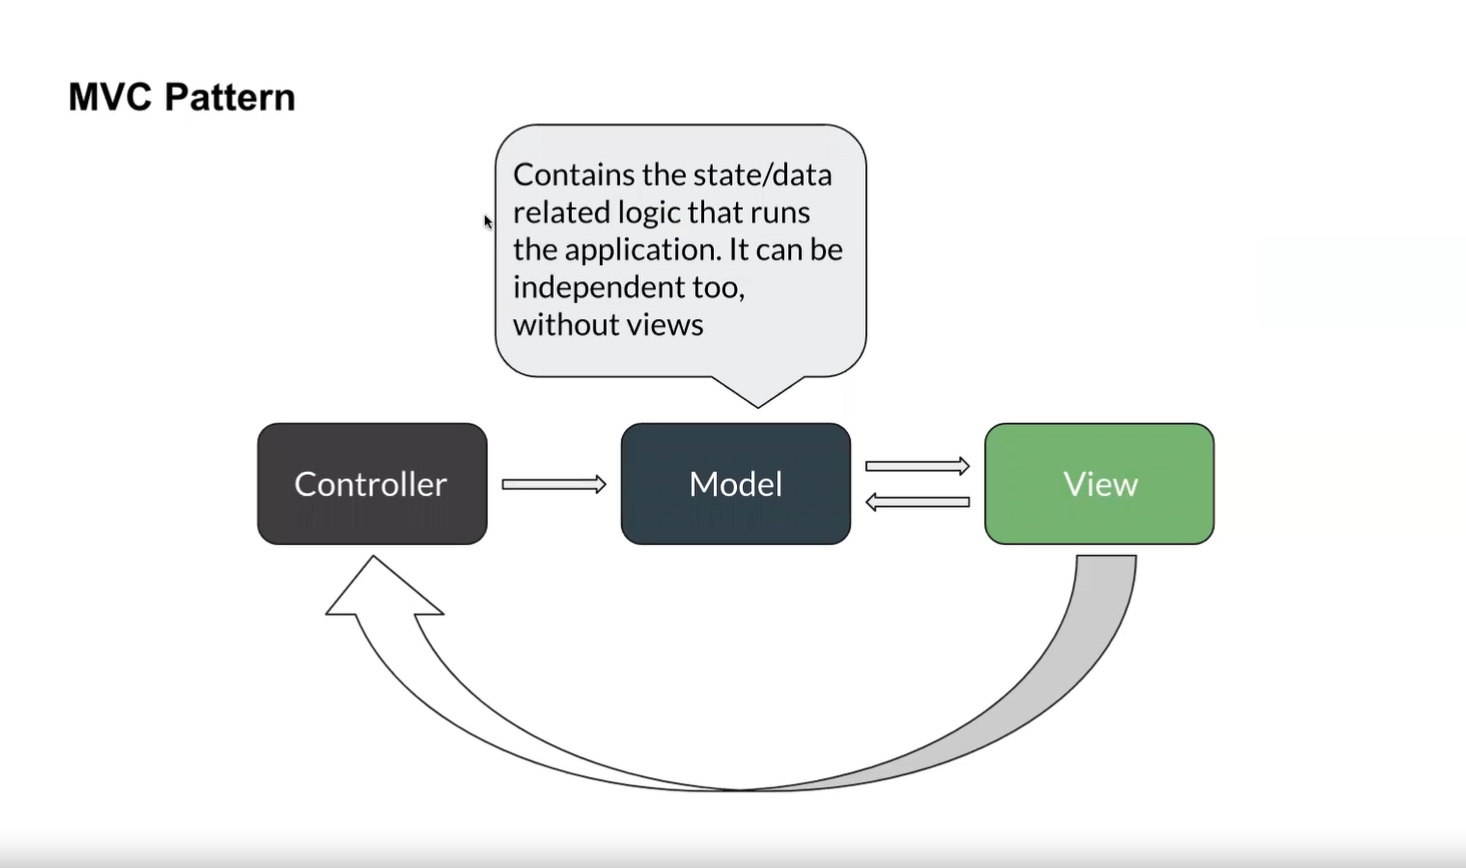 MVC Pattern
Contains the state/data
related logic that runs
the application. It can be
independent too,
without views
Controller
Model
View